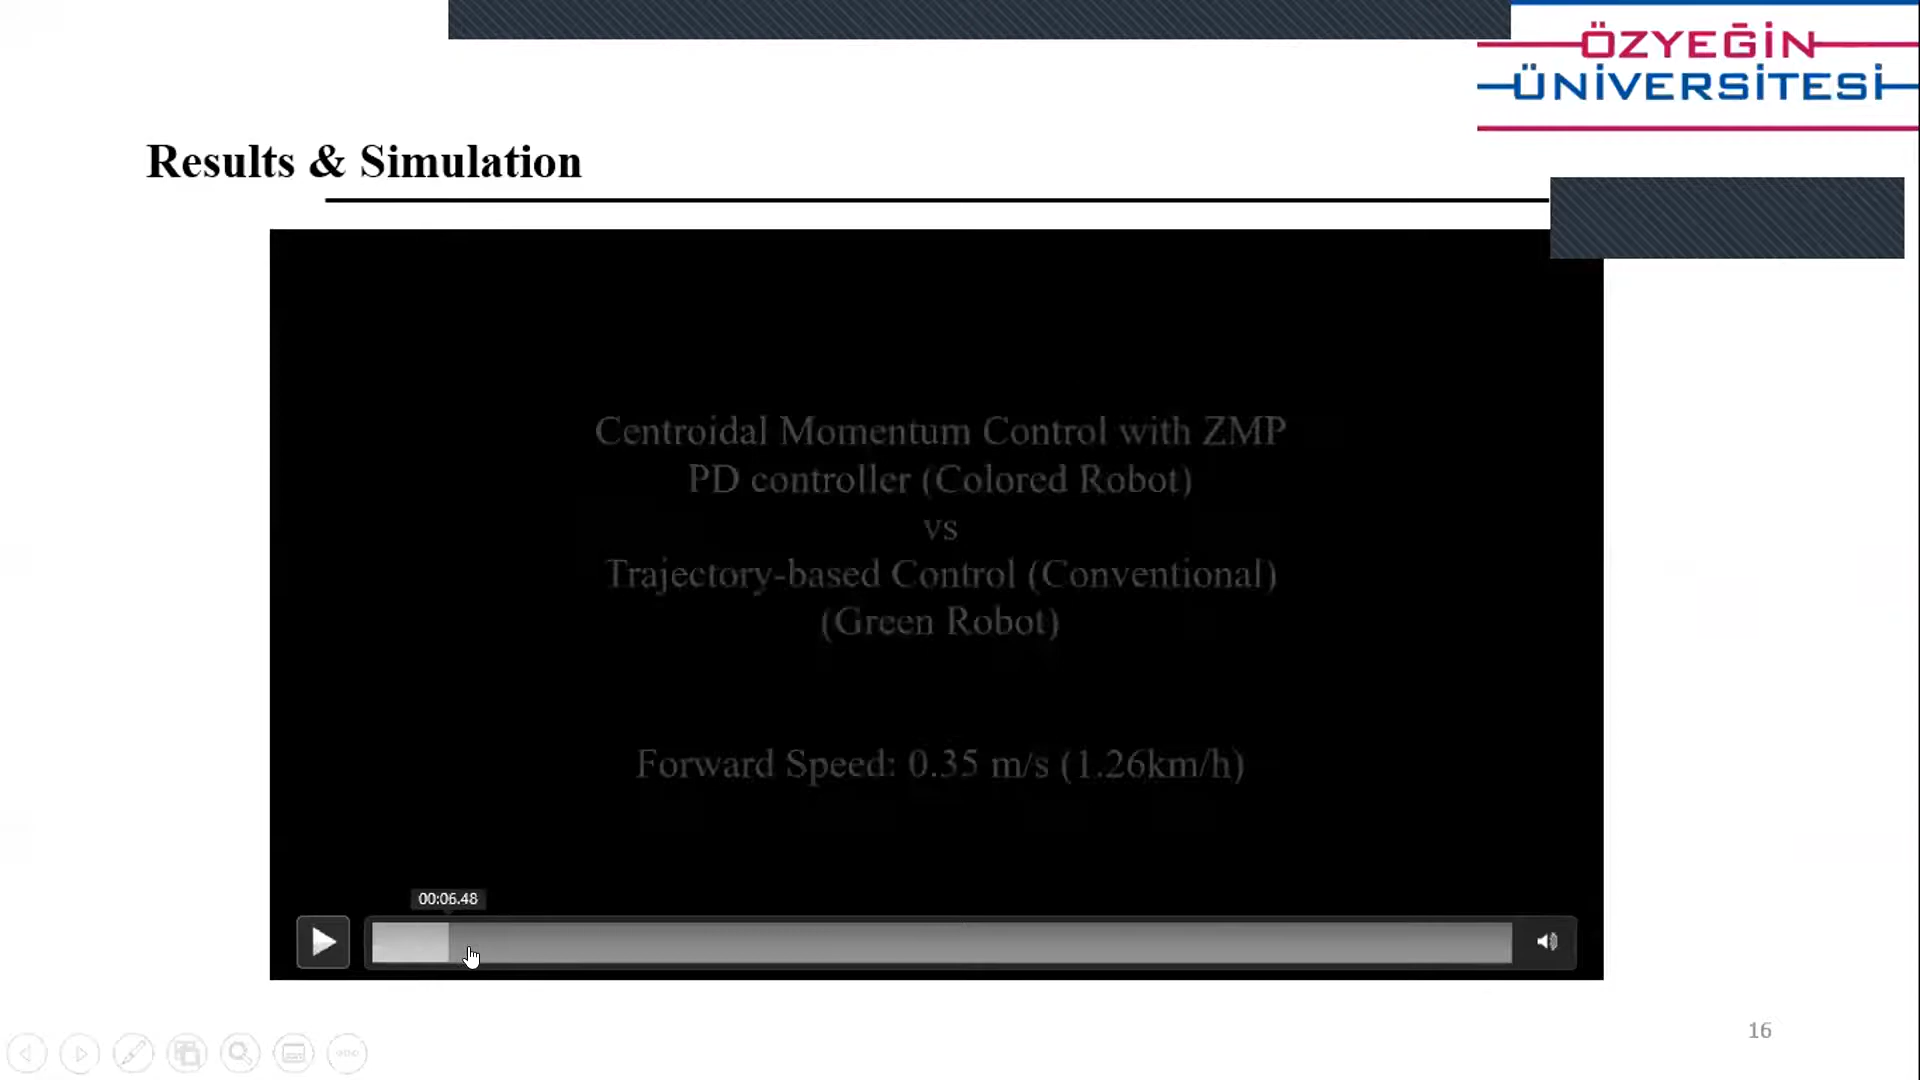 ÖZYEĞİN
ÜNİVERSİTESİ
Results & Simulation
Centroidal Momentum Control with ZMP
PD controller (Colored Robot)
vs
Trajectory-based Control (Conventional)
(Green Robot)
Forward Speed: 0.35 m/s (1.26km/h)
00:06.48
16